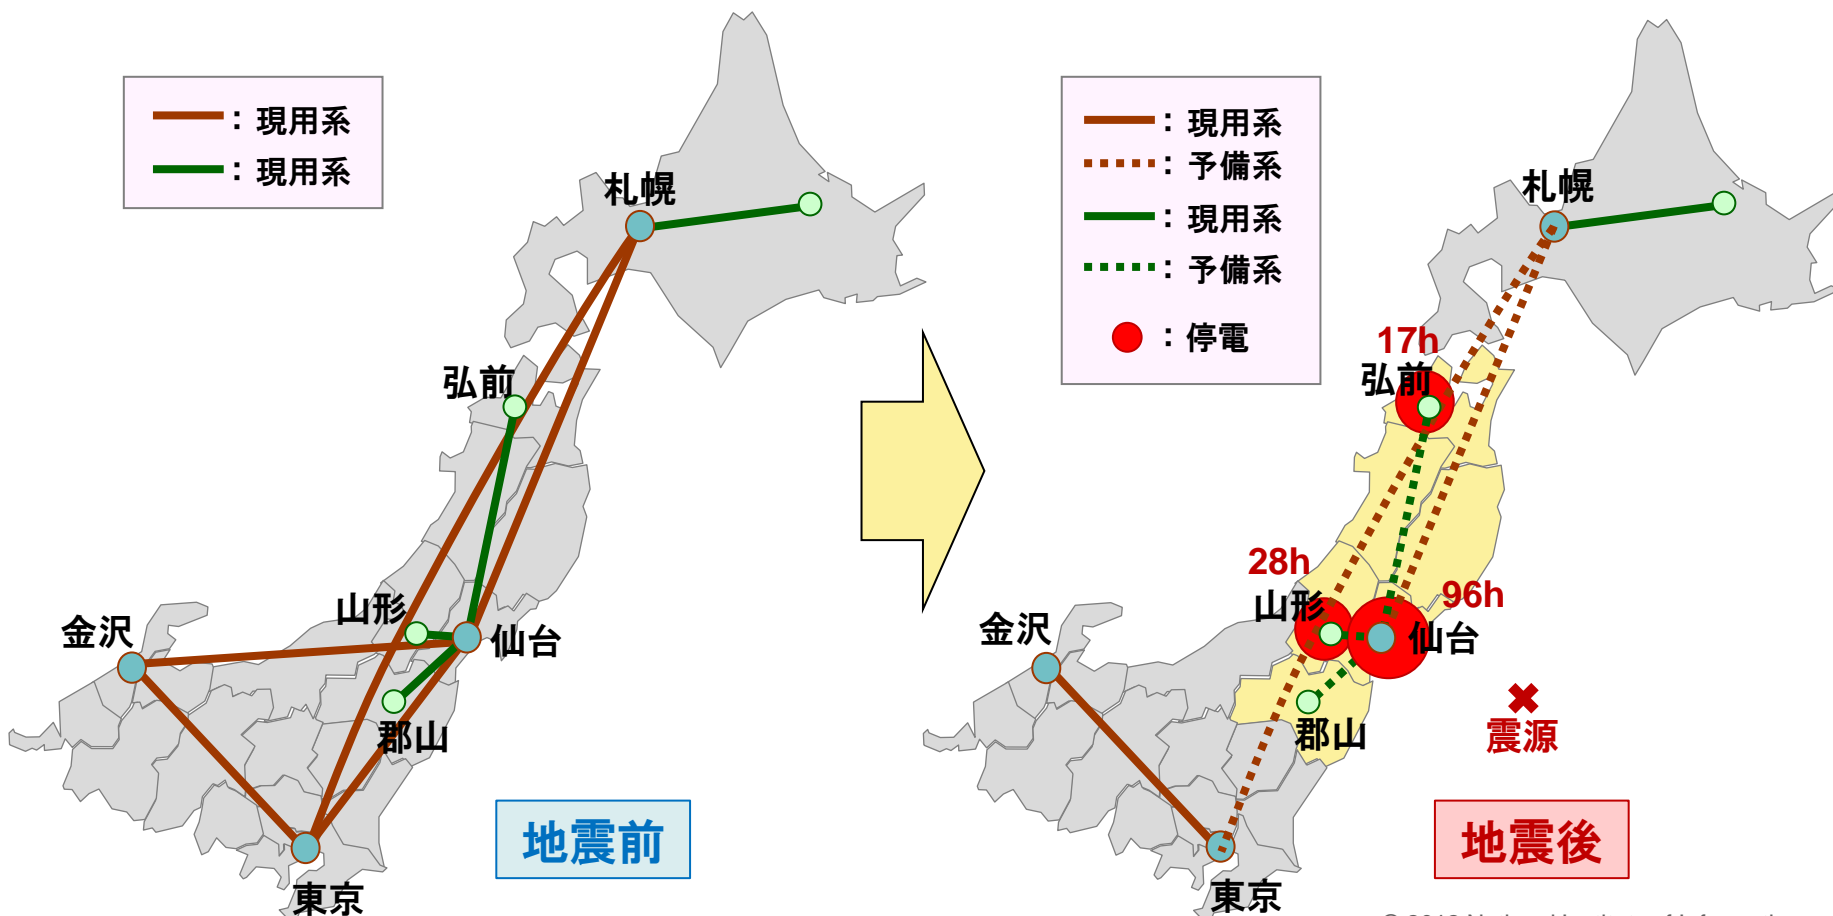 ：現用系
：現用系
札幌
弘前
山形
仙台
金沢
郡山
東京
地震前
：現用系
：予備系
：現用系
：予備系
：停電
札幌
17h
弘前
28h
山形
96h
仙台
金沢
郡山
震源
東京
地震後